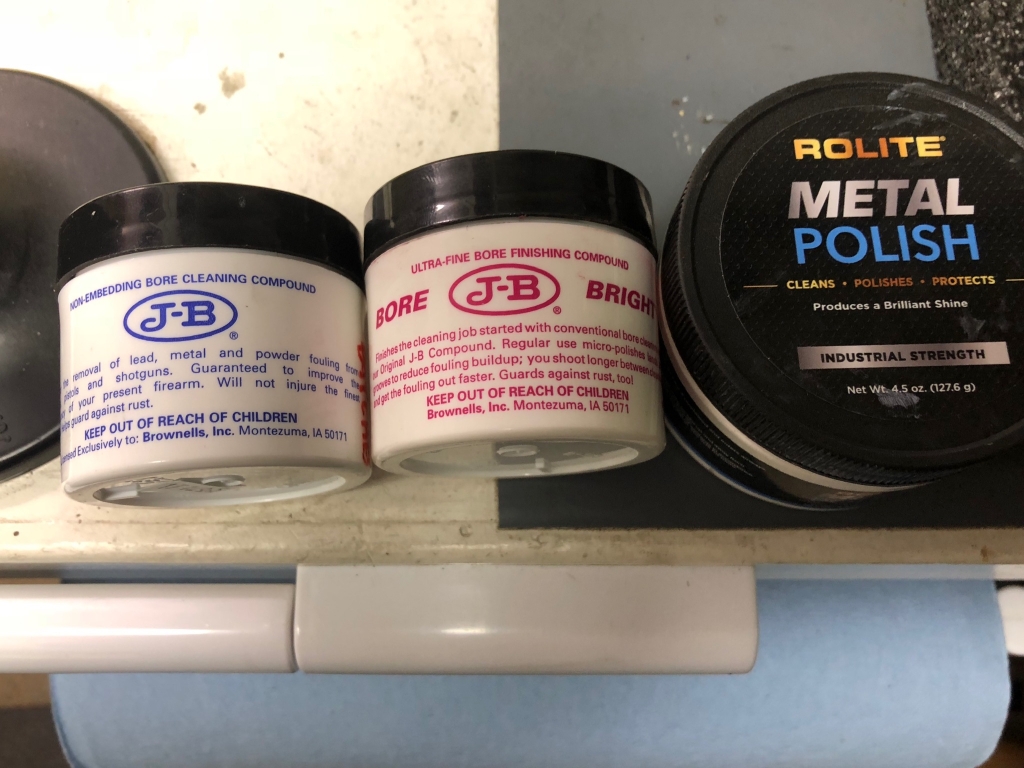 NON-EMBEDDING BORE CLEANING COMPOUND
J-B®
the removal of lead, metal and powder fouling from
pistols and shotguns. Guaranteed to improve the
of your present firearm. Will not injure the finest
helps guard against rust.
KEEP OUT OF REACH OF CHILDREN
Licensed Exclusively to: Brownells, Inc. Montezuma, IA 50171
ULTRA-FINE BORE FINISHING COMPOUND
BORE J-B® BRIGHT
Finishes the cleaning job started with conventional bore
Original J-B Compound. Regular use micro-polishes
grooves to reduce fouling buildup; you shoot longer between
and get the fouling out faster. Guards against rust, too!
KEEP OUT OF REACH OF CHILDREN
Brownells, Inc. Montezuma, IA 50171
ROLITE®
METAL
POLISH
CLEANS • POLISHES • PROTECTS
Produces a Brilliant Shine
INDUSTRIAL STRENGTH
Net Wt. 4.5 oz. (127.6 g)